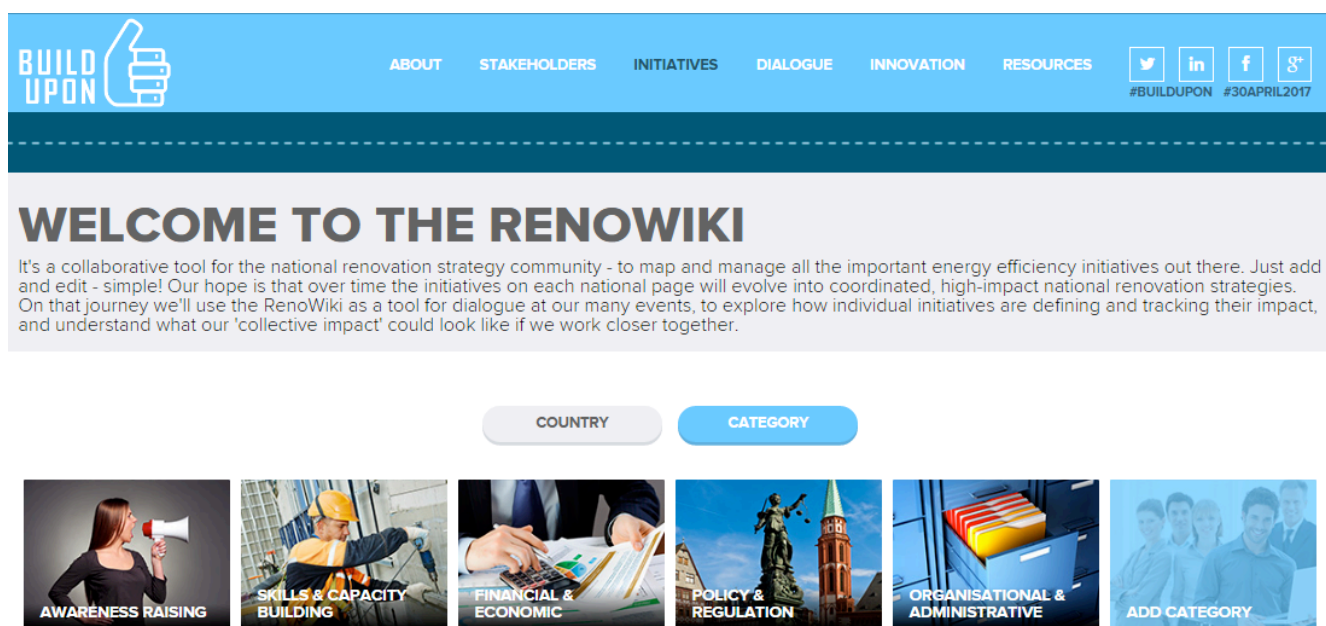 BUILD
UPON
ABOUT STAKEHOLDERS INITIATIVES DIALOGUE INNOVATION RESOURCES
in f g+
#BUILDUPON #30APRIL2017
WELCOME TO THE RENOWIKI
It's a collaborative tool for the national renovation strategy community - to map and manage all the important energy efficiency initiatives out there. Just add
and edit - simple! Our hope is that over time the initiatives on each national page will evolve into coordinated, high-impact national renovation strategies.
On that journey we'll use the RenoWiki as a tool for dialogue at our many events, to explore how individual initiatives are defining and tracking their impact,
and understand what our 'collective impact' could look like if we work closer together.
COUNTRY CATEGORY
AWARENESS RAISING
SKILLS & CAPACITY
BUILDING
FINANCIAL &
ECONOMIC
POLICY &
REGULATION
ORGANISATIONAL &
ADMINISTRATIVE
ADD CATEGORY